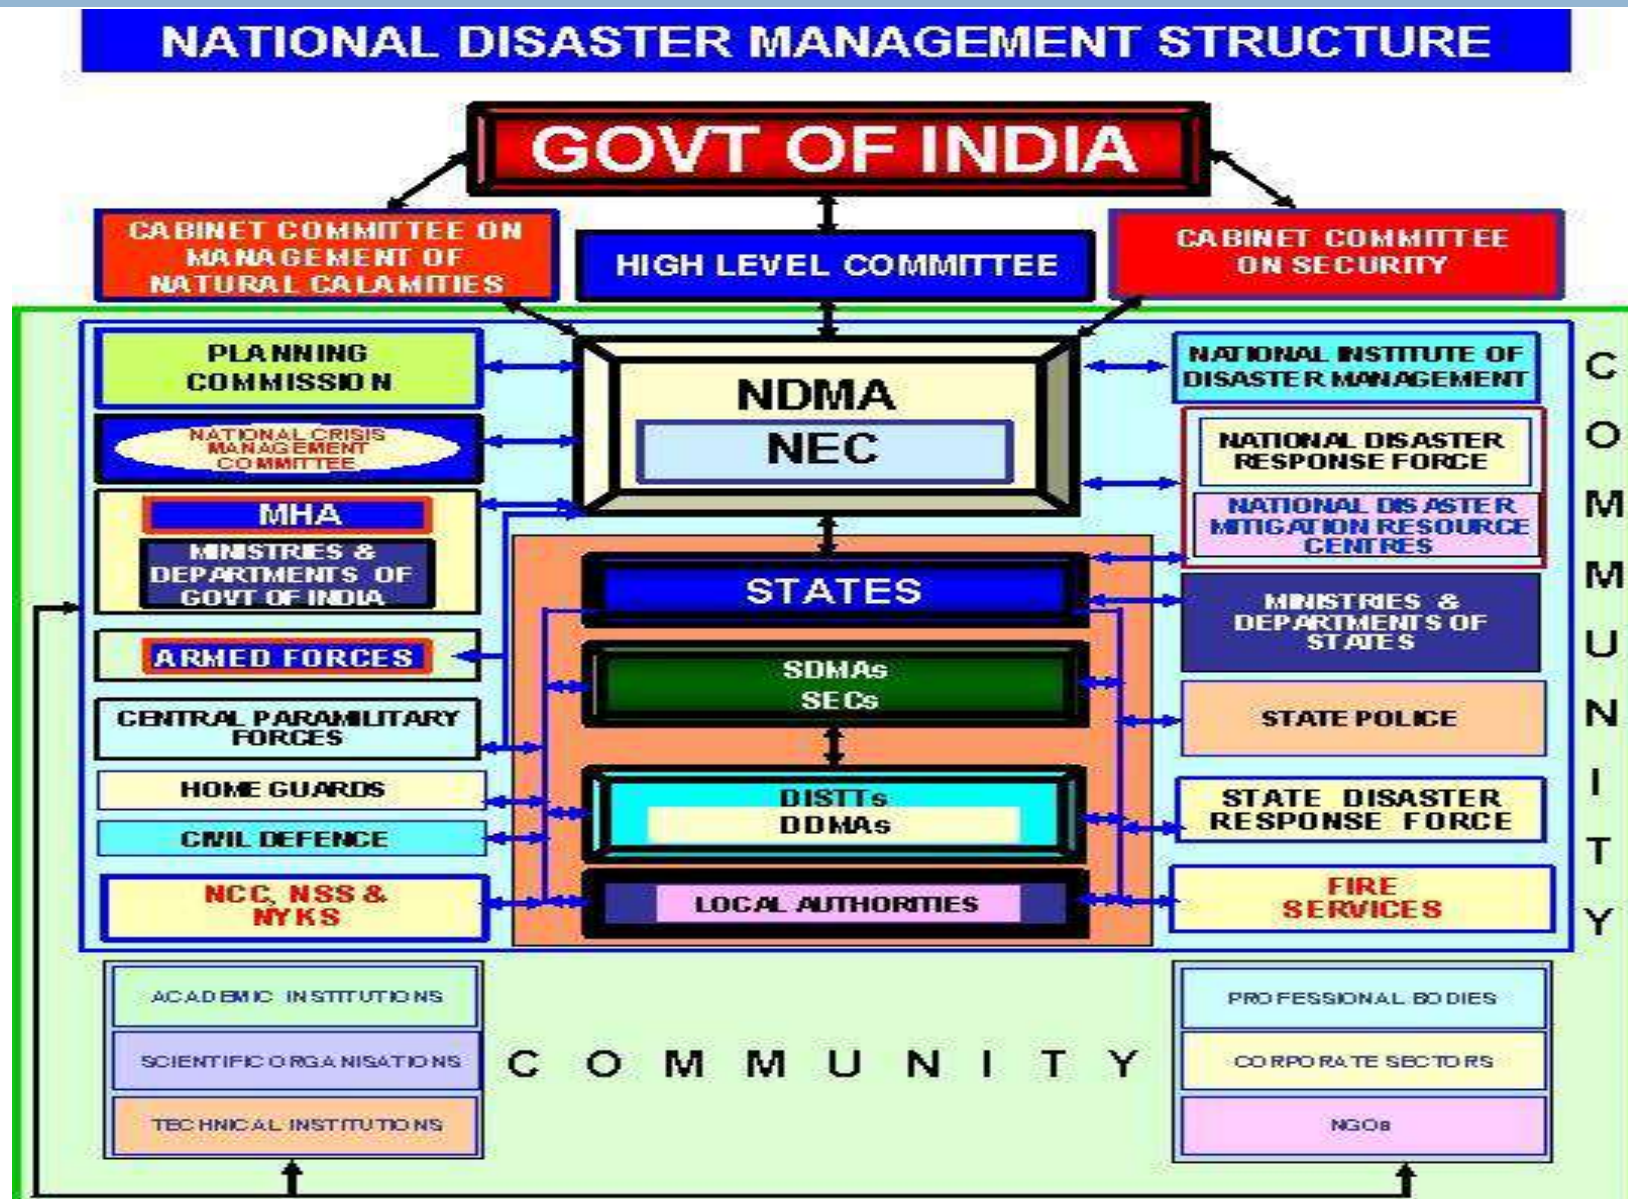 NATIONAL DISASTER MANAGEMENT STRUCTURE
GOVT OF INDIA
CABINET COMMITTEE ON
MANAGEMENT OF
NATURAL CALAMITIES
HIGH LEVEL COMMITTEE
CABINET COMMITTEE
ON SECURITY
PLANNING
COMMISSION
NATIONAL CRISIS
MANAGEMENT
COMMITTEE
MHA
MINISTRIES &
DEPARTMENTS OF
GOVT OF INDIA
ARMED FORCES
CENTRAL PARAMILITARY
FORCES
HOME GUARDS
CIVIL DEFENCE
NCC, NSS &
NYKS
NDMA
NEC
STATES
SDMAs
SECs
DISTTs
DDMAs
LOCAL AUTHORITIES
NATIONAL INSTITUTE OF
DISASTER MANAGEMENT
NATIONAL DISASTER
RESPONSE FORCE
NATIONAL DISASTER
MITIGATION RESOURCE
CENTRES
MINISTRIES &
DEPARTMENTS OF
STATES
STATE POLICE
STATE DISASTER
RESPONSE FORCE
FIRE
SERVICES
COMMUNITY
ACADEMIC INSTITUTIONS
SCIENTIFIC ORGANISATIONS
TECHNICAL INSTITUTIONS
COMMUNITY
PROFESSIONAL BODIES
CORPORATE SECTORS
NGOs